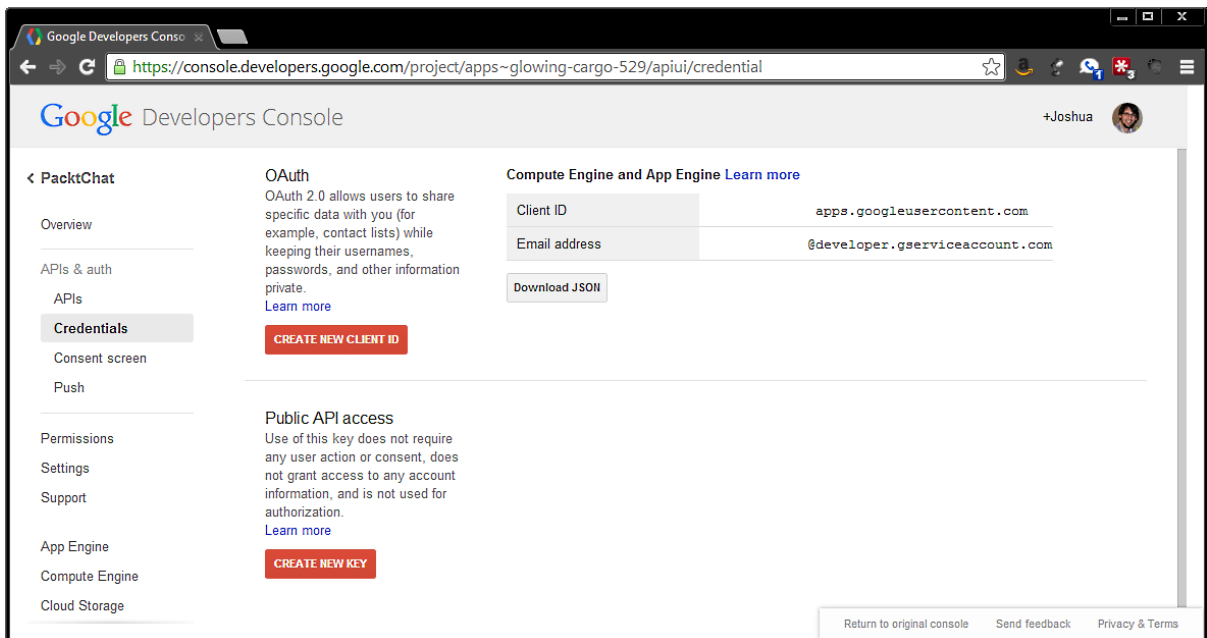 Google Developers Conso
https://console.developers.google.com/project/apps~glowing-cargo-529/apiui/credential
1
3
Google Developers Console
+Joshua
PacktChat
Overview
APIs & auth
APIs
Credentials
Consent screen
Push
Permissions
Settings
Support
App Engine
Compute Engine
Cloud Storage
OAuth
OAuth 2.0 allows users to share
specific data with you (for
example, contact lists) while
keeping their usernames,
passwords, and other information
private.
Learn more
CREATE NEW CLIENT ID
Compute Engine and App Engine Learn more
Client ID apps.googleusercontent.com
Email address @developer.gserviceaccount.com
Download JSON
Public API access
Use of this key does not require
any user action or consent, does
not grant access to any account
information, and is not used for
authorization.
Learn more
CREATE NEW KEY
Return to original console Send feedback Privacy & Terms